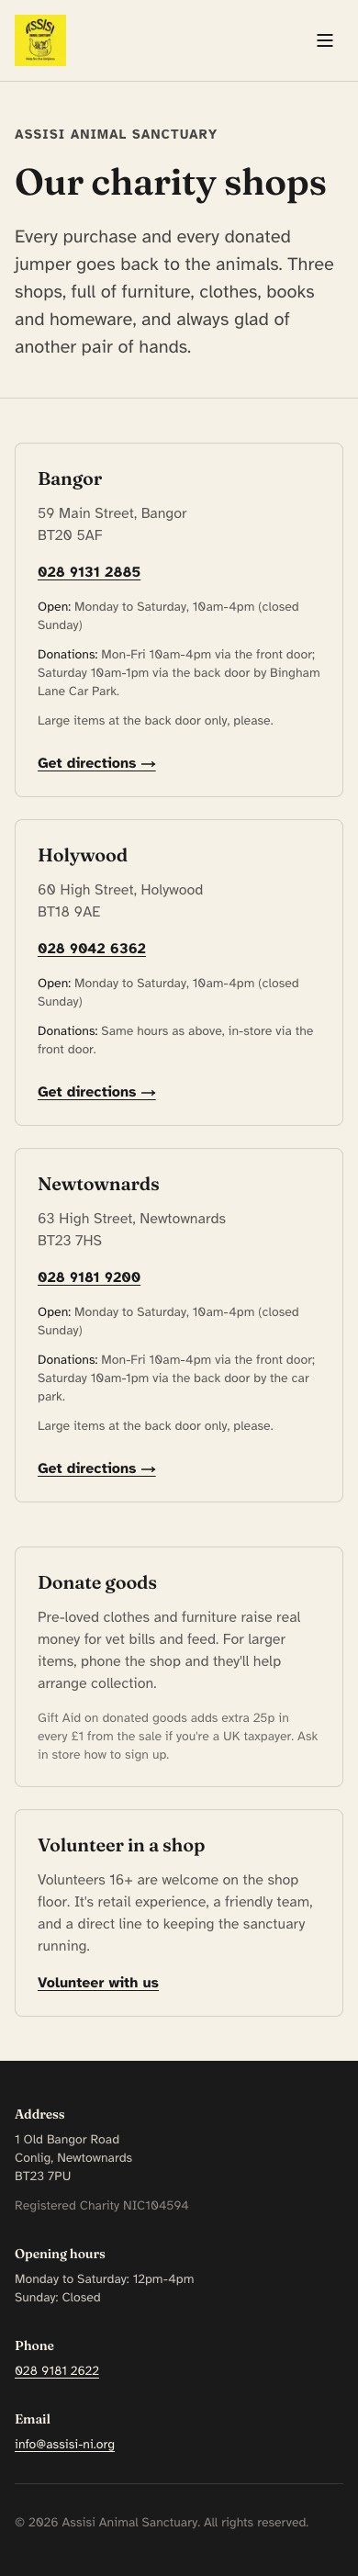 ASSISI
ANIMAL SANCTUARY
ASSISI ANIMAL SANCTUARY
Our charity shops
Every purchase and every donated
jumper goes back to the animals. Three
shops, full of furniture, clothes, books
and homeware, and always glad of
another pair of hands.
Bangor
59 Main Street, Bangor
BT20 5AF
028 9131 2885
Open: Monday to Saturday, 10am-4pm (closed
Sunday)
Donations: Mon-Fri 10am-4pm via the front door;
Saturday 10am-1pm via the back door by Bingham
Lane Car Park.
Large items at the back door only, please.
Get directions →
Holywood
60 High Street, Holywood
BT18 9AE
028 9042 6362
Open: Monday to Saturday, 10am-4pm (closed
Sunday)
Donations: Same hours as above, in-store via the
front door.
Get directions →
Newtownards
63 High Street, Newtownards
BT23 7HS
028 9181 9200
Open: Monday to Saturday, 10am-4pm (closed
Sunday)
Donations: Mon-Fri 10am-4pm via the front door;
Saturday 10am-1pm via the back door by the car
park.
Large items at the back door only, please.
Get directions →
Donate goods
Pre-loved clothes and furniture raise real
money for vet bills and feed. For larger
items, phone the shop and they'll help
arrange collection.
Gift Aid on donated goods adds extra 25p in
every £1 from the sale if you're a UK taxpayer. Ask
in store how to sign up.
Volunteer in a shop
Volunteers 16+ are welcome on the shop
floor. It's retail experience, a friendly team,
and a direct line to keeping the sanctuary
running.
Volunteer with us
Address
1 Old Bangor Road
Conlig, Newtownards
BT23 7PU
Registered Charity NIC104594
Opening hours
Monday to Saturday: 12pm-4pm
Sunday: Closed
Phone
028 9181 2622
Email
info@assisi-ni.org
© 2026 Assisi Animal Sanctuary. All rights reserved.